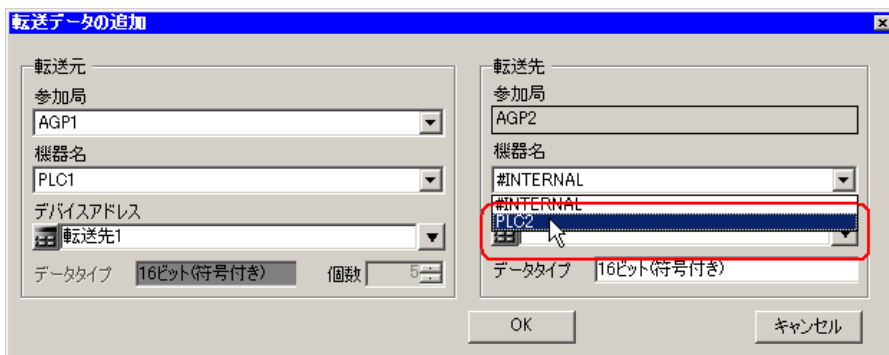 転送データの追加
転送元
参加局
AGP1
機器名
PLC1
デバイスアドレス
転送先1
データタイプ 16ビット(符号付き) 個数 5
転送先
参加局
AGP2
機器名
#INTERNAL
#INTERNAL
PLC2
データタイプ 16ビット(符号付き)
OK キャンセル